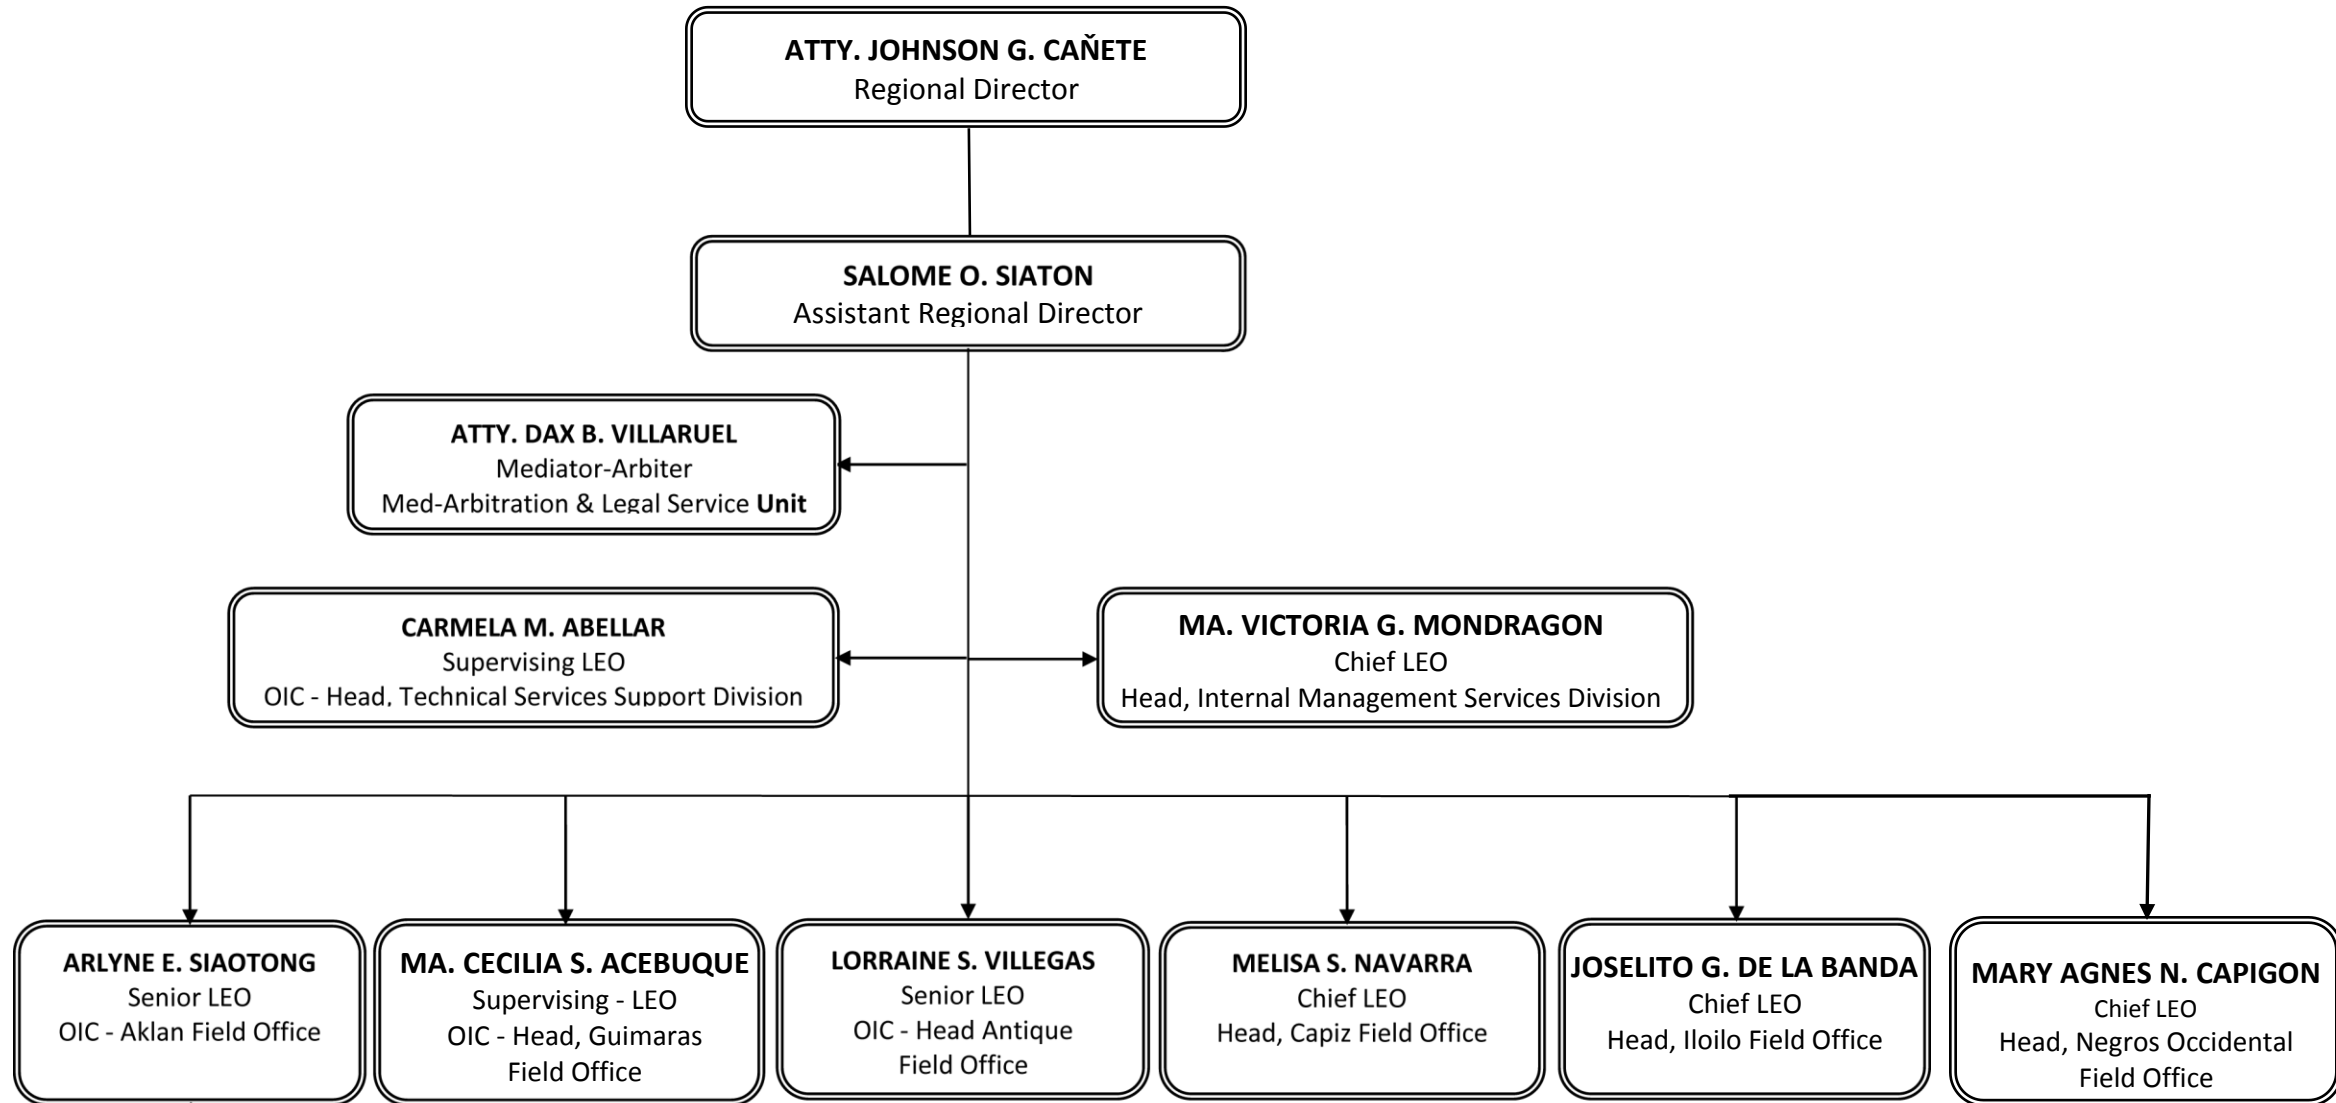 ATTY. JOHNSON G. CAŇETE
Regional Director
SALOME O. SIATON
Assistant Regional Director
ATTY. DAX B. VILLARUEL
Mediator-Arbiter
Med-Arbitration & Legal Service Unit
CARMELA M. ABELLAR
Supervising LEO
OIC - Head, Technical Services Support Division
MA. VICTORIA G. MONDRAGON
Chief LEO
Head, Internal Management Services Division
ARLYNE E. SIAOTONG
Senior LEO
OIC - Aklan Field Office
MA. CECILIA S. ACEBUQUE
Supervising - LEO
OIC - Head, Guimaras
Field Office
LORRAINE S. VILLEGAS
Senior LEO
OIC - Head Antique
Field Office
MELISA S. NAVARRA
Chief LEO
Head, Capiz Field Office
JOSELITO G. DE LA BANDA
Chief LEO
Head, Iloilo Field Office
MARY AGNES N. CAPIGON
Chief LEO
Head, Negros Occidental
Field Office